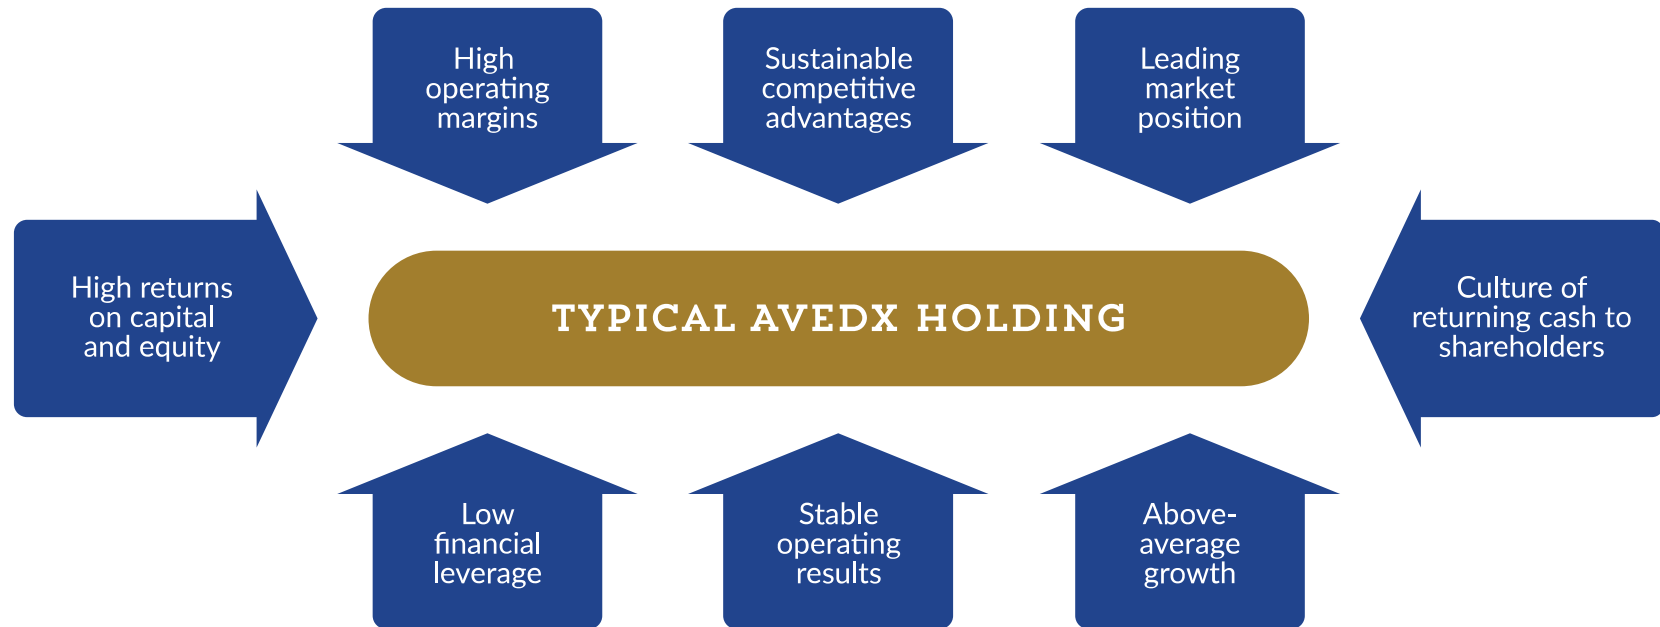 High
operating
margins
Sustainable
competitive
advantages
Leading
market
position
High returns
on capital
and equity
TYPICAL AVEDX HOLDING
Culture of
returning cash to
shareholders
Low
financial
leverage
Stable
operating
results
Above-
average
growth